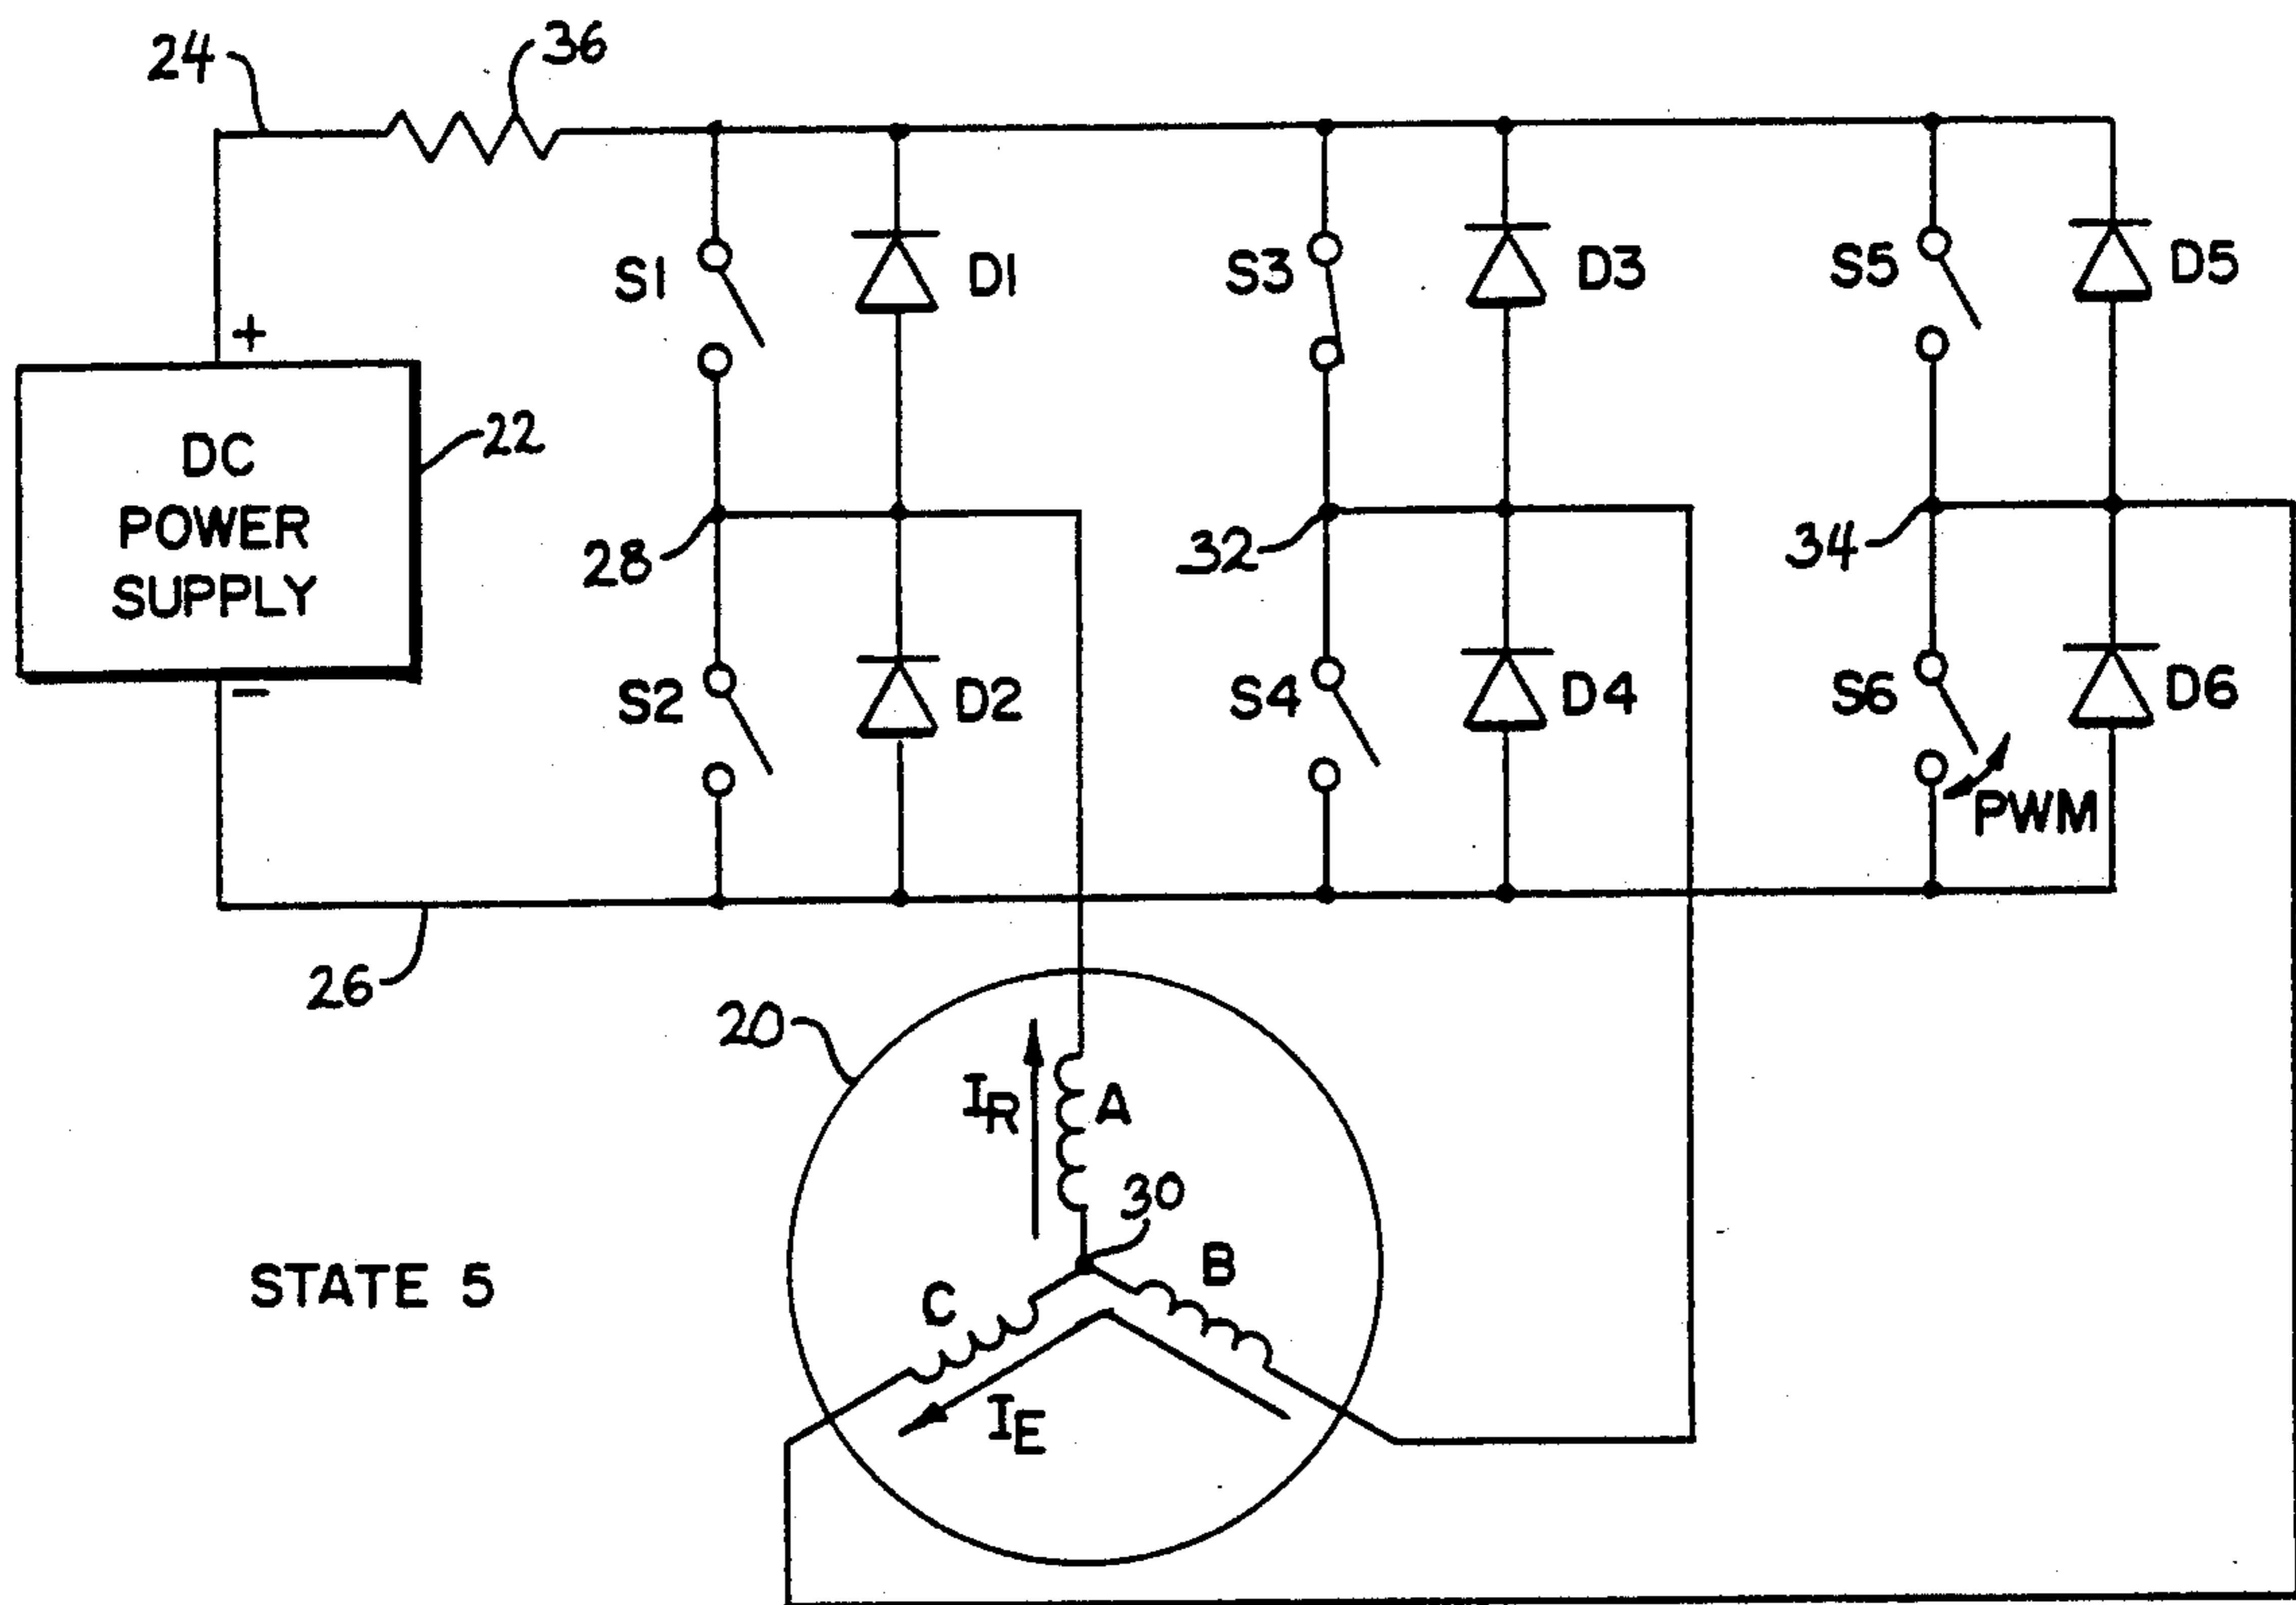 24
36
S1
D1
S3
D3
S5
D5
+
DC
POWER
SUPPLY
22
28
32
34
S2
D2
S4
D4
S6
D6
−
PWM
26
20
IR
A
30
B
C
IE
STATE 5